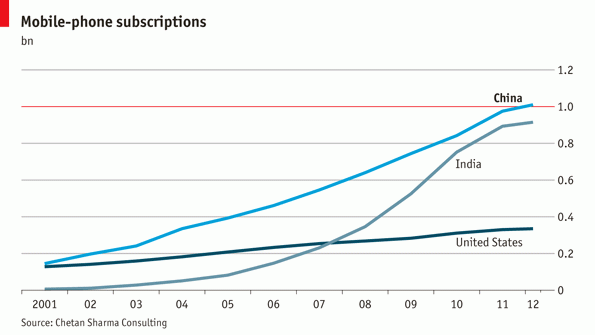 Mobile-phone subscriptions
bn
1.2
China
1.0
0.8
India
0.6
0.4
United States
0.2
0
2001 02 03 04 05 06 07 08 09 10 11 12
Source: Chetan Sharma Consulting